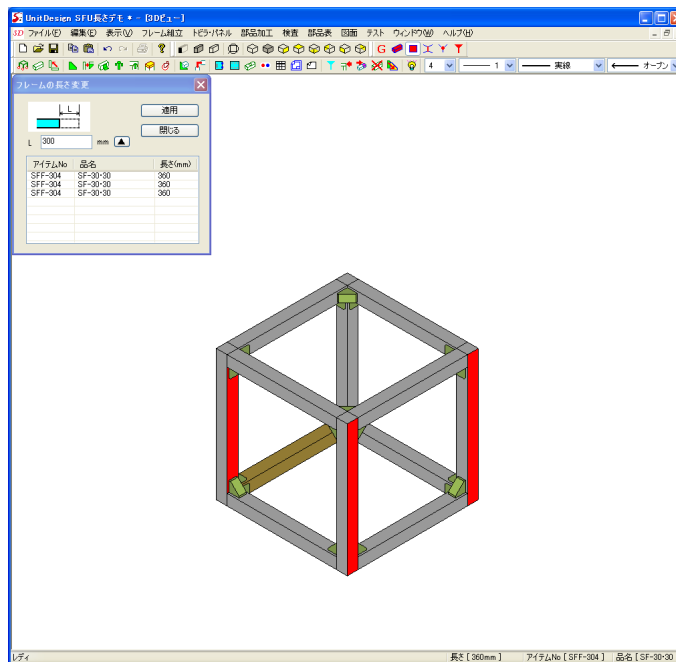 UnitDesign SFU長さデモ * - [3Dビュー]
3D ファイル(F) 編集(E) 表示(V) フレーム組立 トビラ・パネル 部品加工 検査 部品表 図面 テスト ウィンドウ(W) ヘルプ(H)
G
4 1 実線 オープン
フレームの長さ変更
L
適用
閉じる
L 300 mm
アイテムNo 品名 長さ(mm)
SFF-304 SF-30・30 360
SFF-304 SF-30・30 360
SFF-304 SF-30・30 360
レディ 長さ [ 360mm ] アイテムNo [ SFF-304 ] 品名 [ SF-30・30